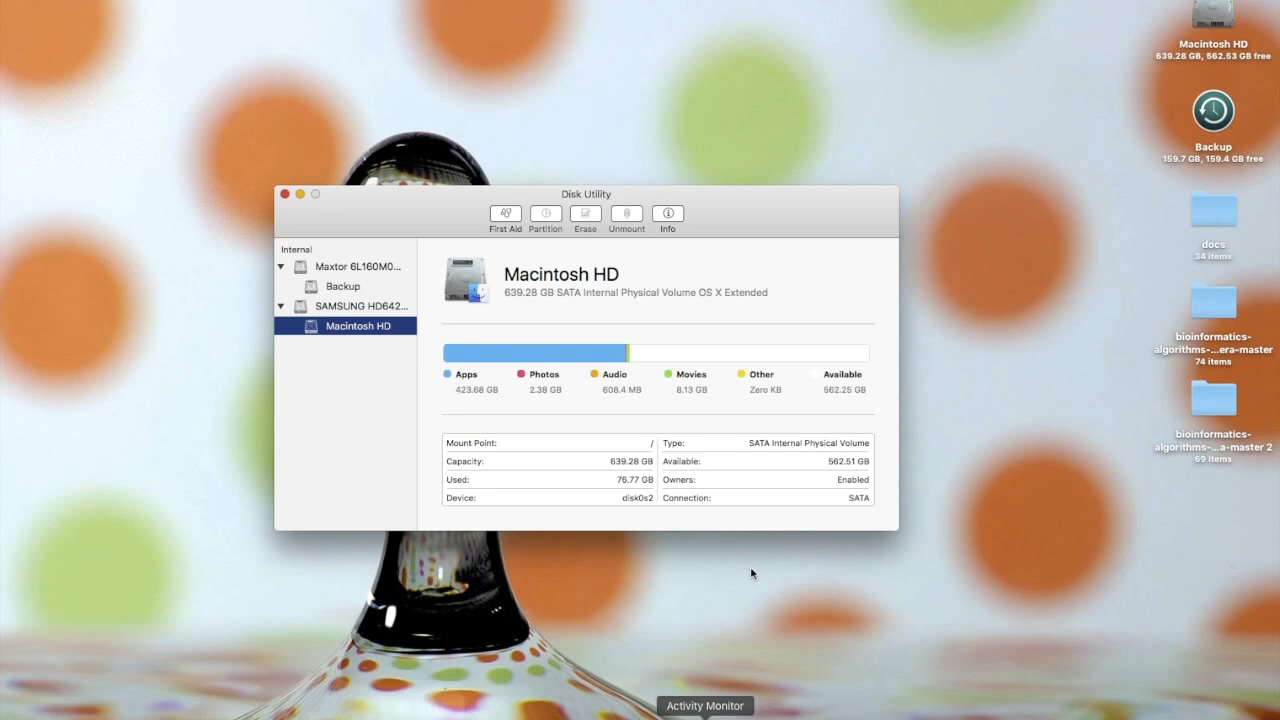 Macintosh HD
639.28 GB, 562.53 GB free
Backup
159.7 GB, 159.4 GB free
docs
34 items
bioinformatics-
algorithms-...era-master
74 items
bioinformatics-
algorithms-...a-master 2
69 items
Disk Utility
First Aid Partition Erase Unmount Info
Internal
Maxtor 6L160M0...
Backup
SAMSUNG HD642...
Macintosh HD
Macintosh HD
639.28 GB SATA Internal Physical Volume OS X Extended
Apps Photos Audio Movies Other Available
423.68 GB 2.38 GB 608.4 MB 8.13 GB Zero KB 562.25 GB
Mount Point: / Type: SATA Internal Physical Volume
Capacity: 639.28 GB Available: 562.51 GB
Used: 76.77 GB Owners: Enabled
Device: disk0s2 Connection: SATA
Activity Monitor